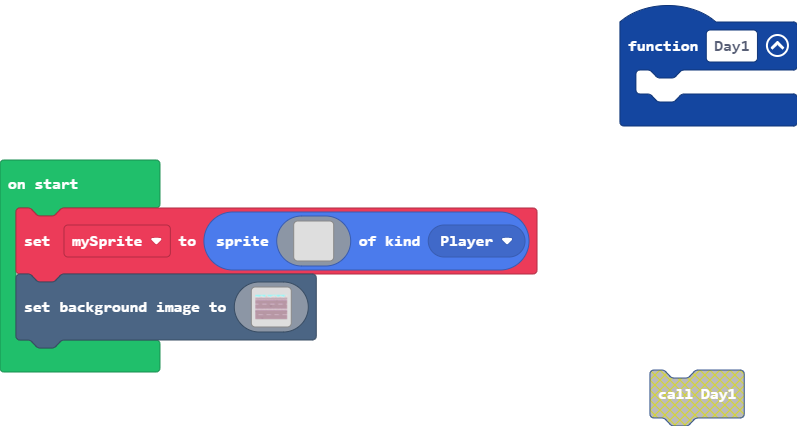 function Day1
on start
set mySprite to sprite of kind Player
set background image to
call Day1